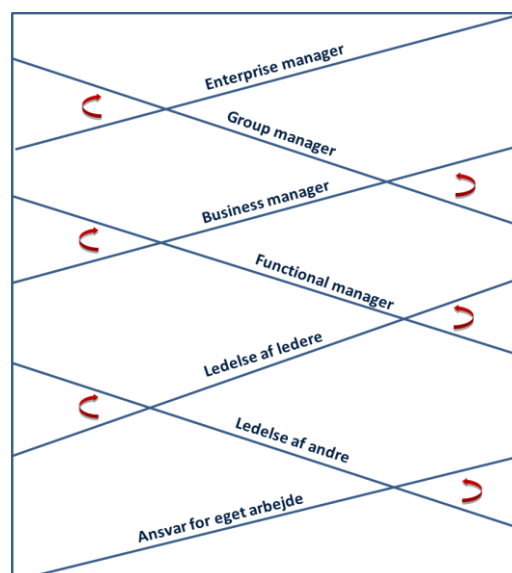 Enterprise manager
Group manager
Business manager
Functional manager
Ledelse af ledere
Ledelse af andre
Ansvar for eget arbejde